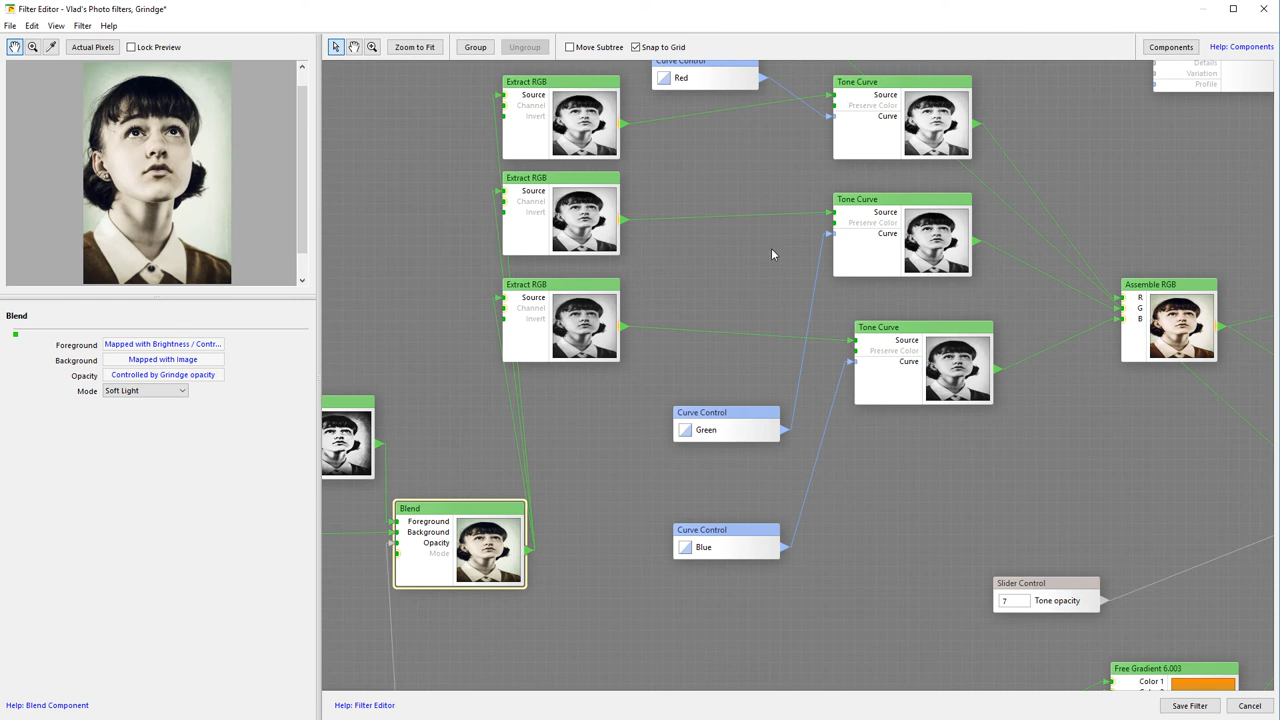 Filter Editor - Vlad's Photo filters, Grindge*
File Edit View Filter Help
Actual Pixels Lock Preview
Zoom to Fit Group Ungroup Move Subtree Snap to Grid Components Help: Components
Curve Control
Red
Details
Variation
Profile
Extract RGB
Source
Channel
Invert
Tone Curve
Source
Preserve Color
Curve
Extract RGB
Source
Channel
Invert
Tone Curve
Source
Preserve Color
Curve
Extract RGB
Source
Channel
Invert
Assemble RGB
R
G
B
Tone Curve
Source
Preserve Color
Curve
Blend
Foreground Mapped with Brightness / Contr...
Background Mapped with Image
Opacity Controlled by Grindge opacity
Mode Soft Light
Curve Control
Green
Blend
Foreground
Background
Opacity
Mode
Curve Control
Blue
Slider Control
7 Tone opacity
Free Gradient 6.003
Color 1
Help: Blend Component Help: Filter Editor Save Filter Cancel